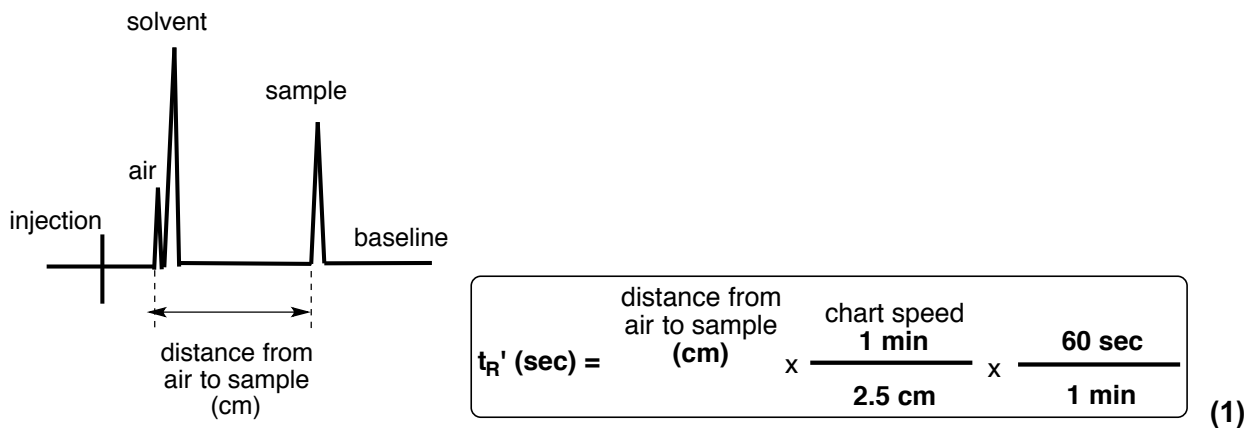 solvent
sample
air
injection
baseline
distance from
air to sample
(cm)
distance from
air to sample
(cm)
chart speed
tR' (sec) = x 1 min x 60 sec
2.5 cm 1 min
(1)